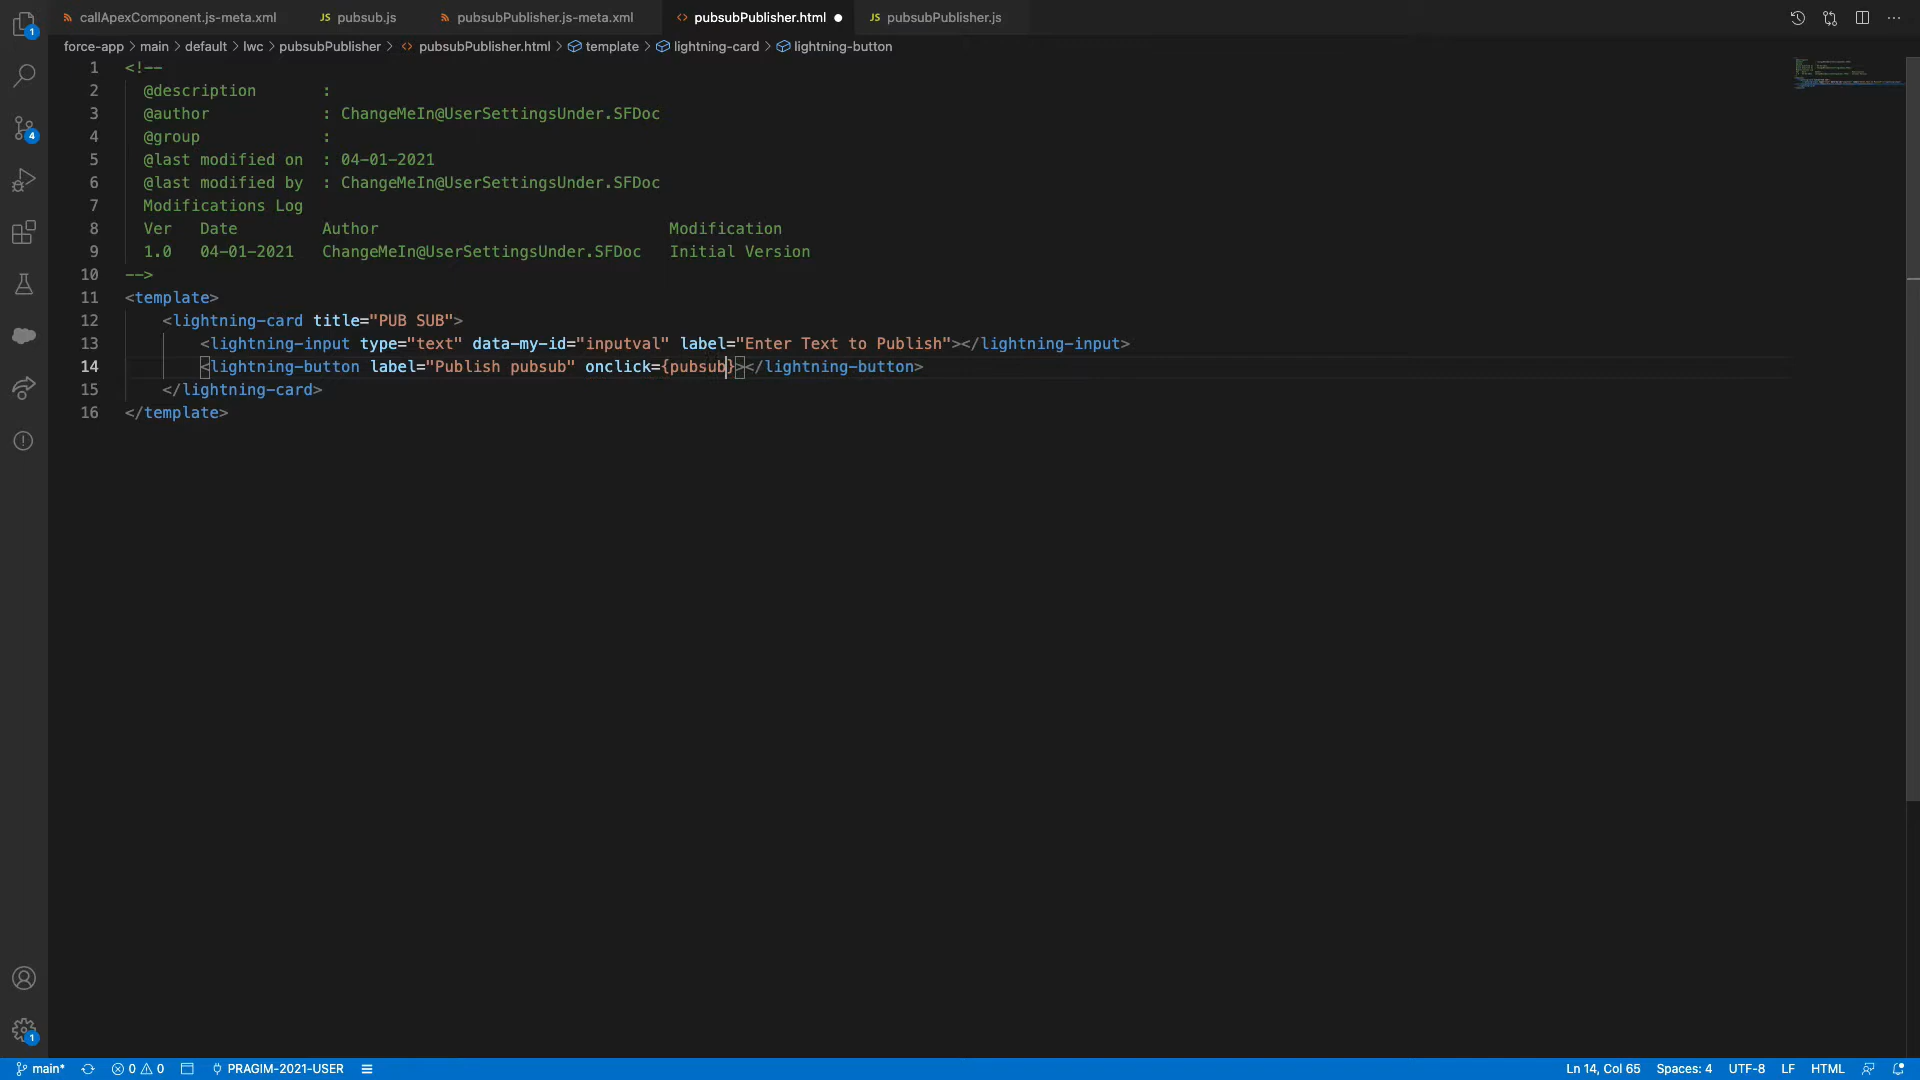 callApexComponent.js-meta.xml JS pubsub.js pubsubPublisher.js-meta.xml <> pubsubPublisher.html JS pubsubPublisher.js
force-app > main > default > lwc > pubsubPublisher > <> pubsubPublisher.html > template > lightning-card > lightning-button
1 <!--
2 @description :
3 @author : ChangeMeIn@UserSettingsUnder.SFDoc
4 @group :
5 @last modified on : 04-01-2021
6 @last modified by : ChangeMeIn@UserSettingsUnder.SFDoc
7 Modifications Log
8 Ver Date Author Modification
9 1.0 04-01-2021 ChangeMeIn@UserSettingsUnder.SFDoc Initial Version
10 -->
11 <template>
12 <lightning-card title="PUB SUB">
13 <lightning-input type="text" data-my-id="inputval" label="Enter Text to Publish"></lightning-input>
14 <lightning-button label="Publish pubsub" onclick={pubsub}></lightning-button>
15 </lightning-card>
16 </template>
1
4
1
main* 0 0 PRAGIM-2021-USER Ln 14, Col 65 Spaces: 4 UTF-8 LF HTML